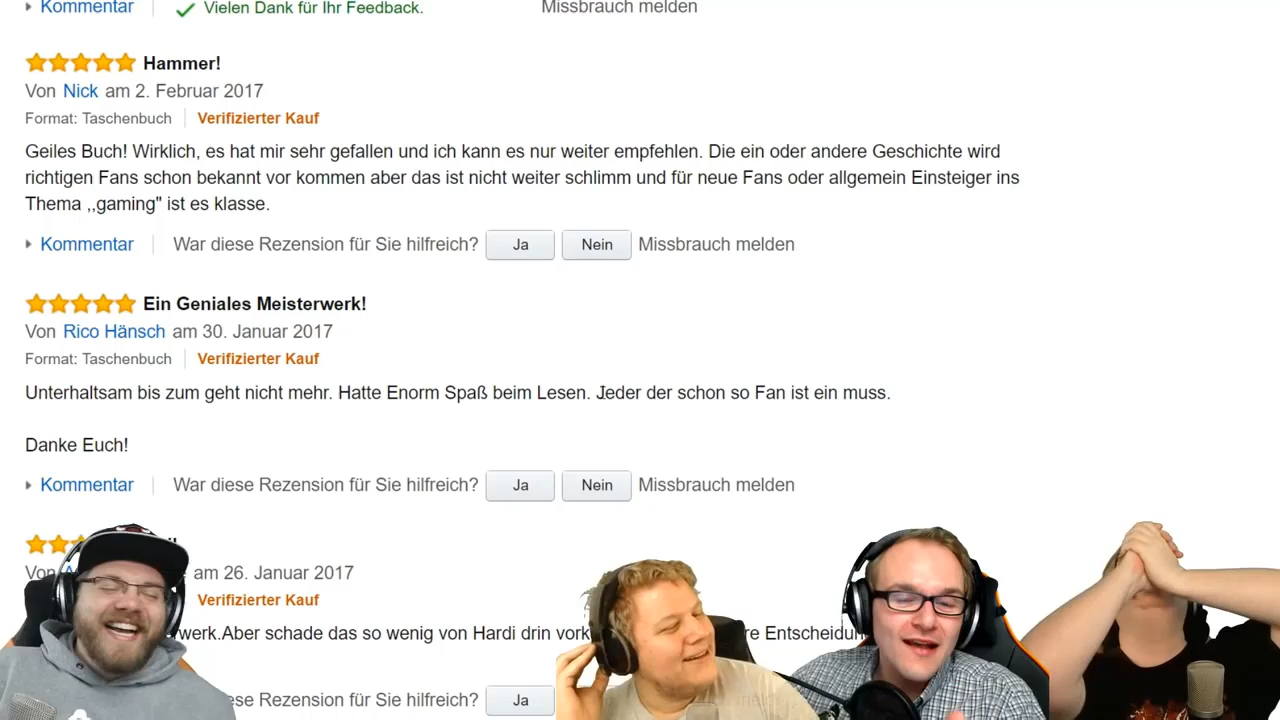 Kommentar Vielen Dank für Ihr Feedback. Missbrauch melden
Hammer!
Von Nick am 2. Februar 2017
Format: Taschenbuch Verifizierter Kauf
Geiles Buch! Wirklich, es hat mir sehr gefallen und ich kann es nur weiter empfehlen. Die ein oder andere Geschichte wird
richtigen Fans schon bekannt vor kommen aber das ist nicht weiter schlimm und für neue Fans oder allgemein Einsteiger ins
Thema ,,gaming" ist es klasse.
Kommentar War diese Rezension für Sie hilfreich? Ja Nein Missbrauch melden
Ein Geniales Meisterwerk!
Von Rico Hänsch am 30. Januar 2017
Format: Taschenbuch Verifizierter Kauf
Unterhaltsam bis zum geht nicht mehr. Hatte Enorm Spaß beim Lesen. Jeder der schon so Fan ist ein muss.
Danke Euch!
Kommentar War diese Rezension für Sie hilfreich? Ja Nein Missbrauch melden
Von am 26. Januar 2017
Verifizierter Kauf
werk.Aber schade das so wenig von Hardi drin
Rezension für Sie hilfreich? Ja